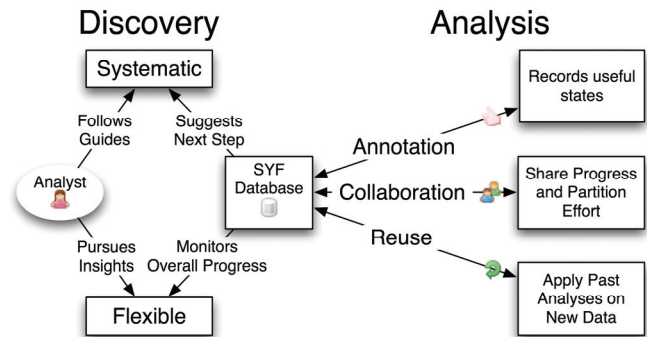 Discovery
Analysis
Systematic
Follows
Guides
Suggests
Next Step
Analyst
SYF
Database
Pursues
Insights
Monitors
Overall Progress
Flexible
Annotation
Collaboration
Reuse
Records useful
states
Share Progress
and Partition
Effort
Apply Past
Analyses on
New Data